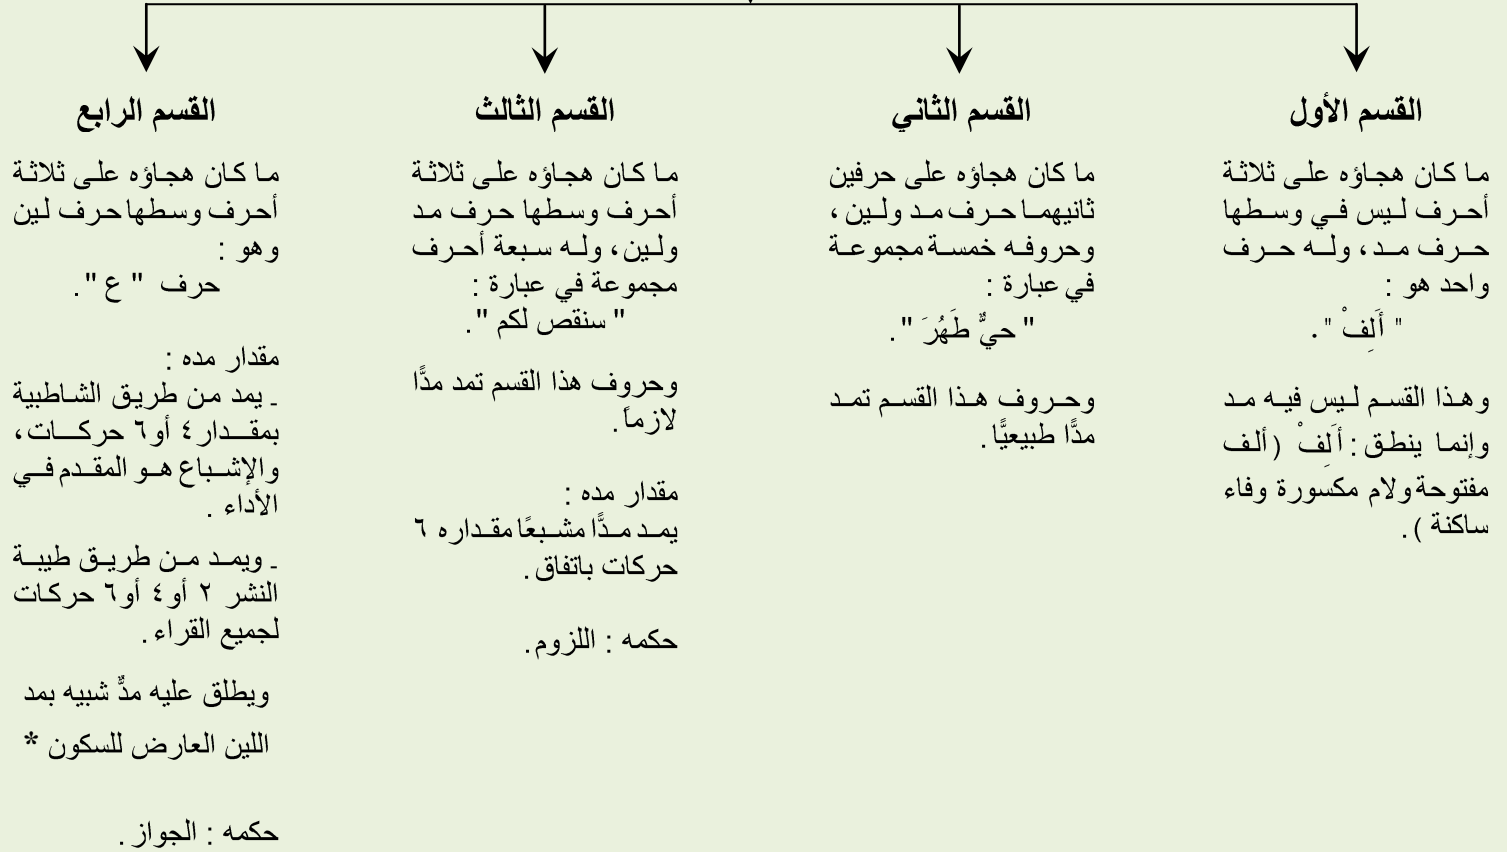 القسم الأول
ما كان هجاؤه على ثلاثة
أحرف ليس في وسطها
حرف مد، وله حرف
واحد هو :
" أَلِفْ ".
وهذا القسم ليس فيه مد
وإنما ينطق : أَلِفْ ( ألف
مفتوحة ولام مكسورة وفاء
ساكنة ).
القسم الثاني
ما كان هجاؤه على حرفين
ثانيهما حرف مد ولين ،
وحروفه خمسة مجموعة
في عبارة :
" حيٌّ طَهُرَ ".
وحروف هذا القسم تمد
مدًّا طبيعيًّا.
القسم الثالث
ما كان هجاؤه على ثلاثة
أحرف وسطها حرف مد
ولين، وله سبعة أحرف
مجموعة في عبارة :
" سنقص لكم ".
وحروف هذا القسم تمد مدًّا
لازماً.
مقدار مده :
يمد مدًّا مشبعًا مقداره ٦
حركات باتفاق.
حكمه : اللزوم.
القسم الرابع
ما كان هجاؤه على ثلاثة
أحرف وسطها حرف لين
وهو :
حرف " ع ".
مقدار مده :
ـ يمد من طريق الشاطبية
بمقدار ٤ أو ٦ حركات،
والإشباع هو المقدم في
الأداء .
ـ ويمد من طريق طيبة
النشر ٢ أو ٤ أو ٦ حركات
لجميع القراء.
ويطلق عليه مدٌّ شبيه بمد
اللين العارض للسكون *
حكمه : الجواز .